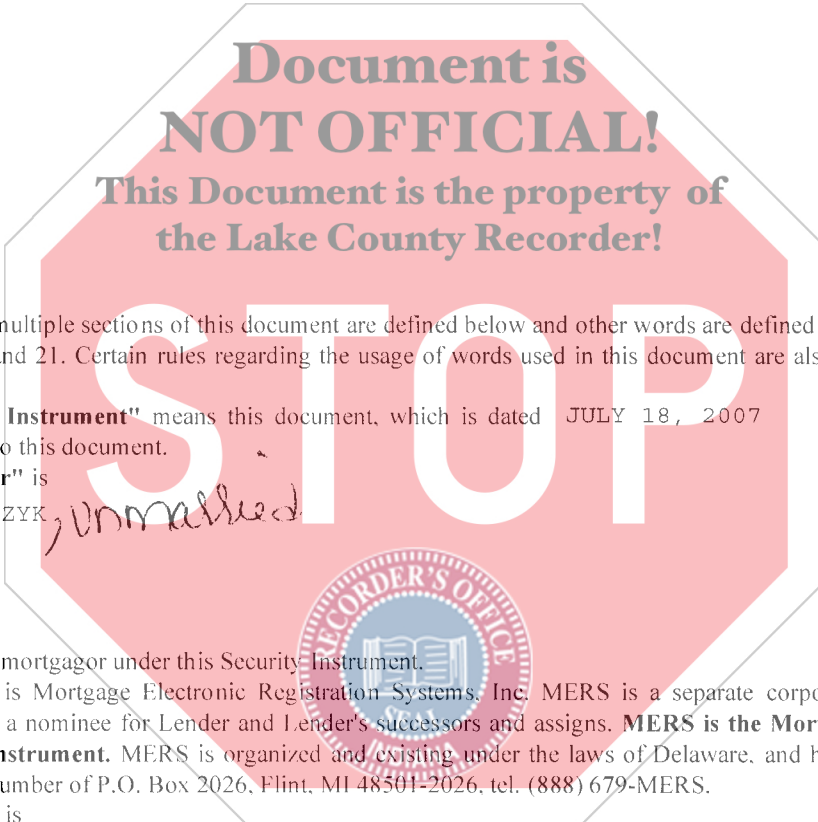 Document is
NOT OFFICIAL!
This Document is the property of
the Lake County Recorder!
STOP
multiple sections of this document are defined below and other words are defined
nd 21. Certain rules regarding the usage of words used in this document are als
Instrument" means this document, which is dated JULY 18, 2007
o this document.
r" is
ZYK, unmarried
RECORDER'S OFFICE
mortgagor under this Security Instrument.
is Mortgage Electronic Registration Systems, Inc. MERS is a separate corpo
a nominee for Lender and Lender's successors and assigns. MERS is the Mor
nstrument. MERS is organized and existing under the laws of Delaware, and h
umber of P.O. Box 2026, Flint, MI 48501-2026, tel. (888) 679-MERS.
SEAL
INDIANA
is